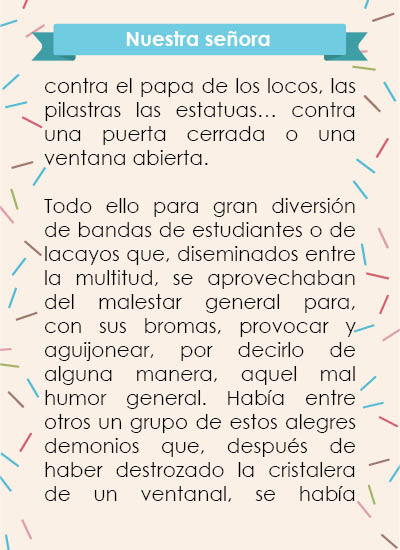 Nuestra señora
contra el papa de los locos, las
pilastras las estatuas... contra
una puerta cerrada o una
ventana abierta.
Todo ello para gran diversión
de bandas de estudiantes o de
lacayos que, diseminados entre
la multitud, se aprovechaban
del malestar general para,
con sus bromas, provocar y
aguijonear, por decirlo de
alguna manera, aquel mal
humor general. Había entre
otros un grupo de estos alegres
demonios que, después de
haber destrozado la cristalera
de un ventanal, se había